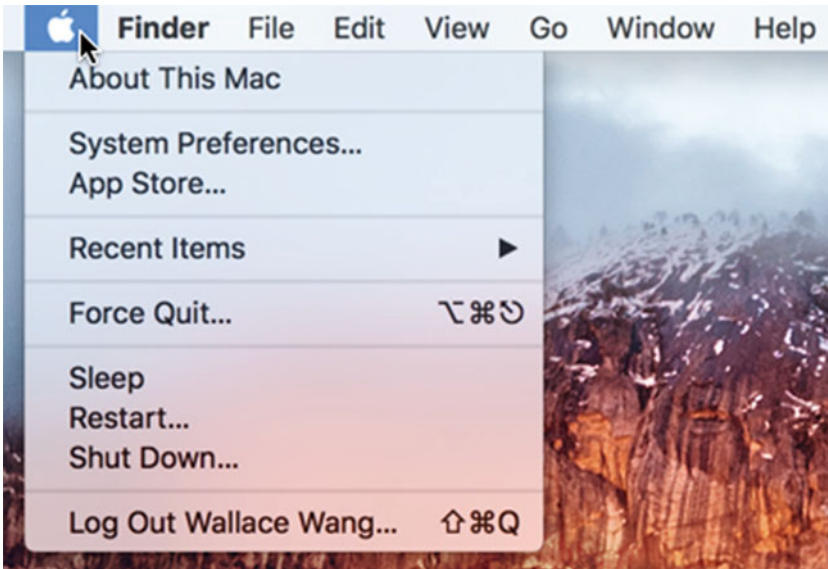 Finder File Edit View Go Window Help
About This Mac
System Preferences...
App Store...
Recent Items ▶
Force Quit... ⌥⌘⎋
Sleep
Restart...
Shut Down...
Log Out Wallace Wang... ⇧⌘Q